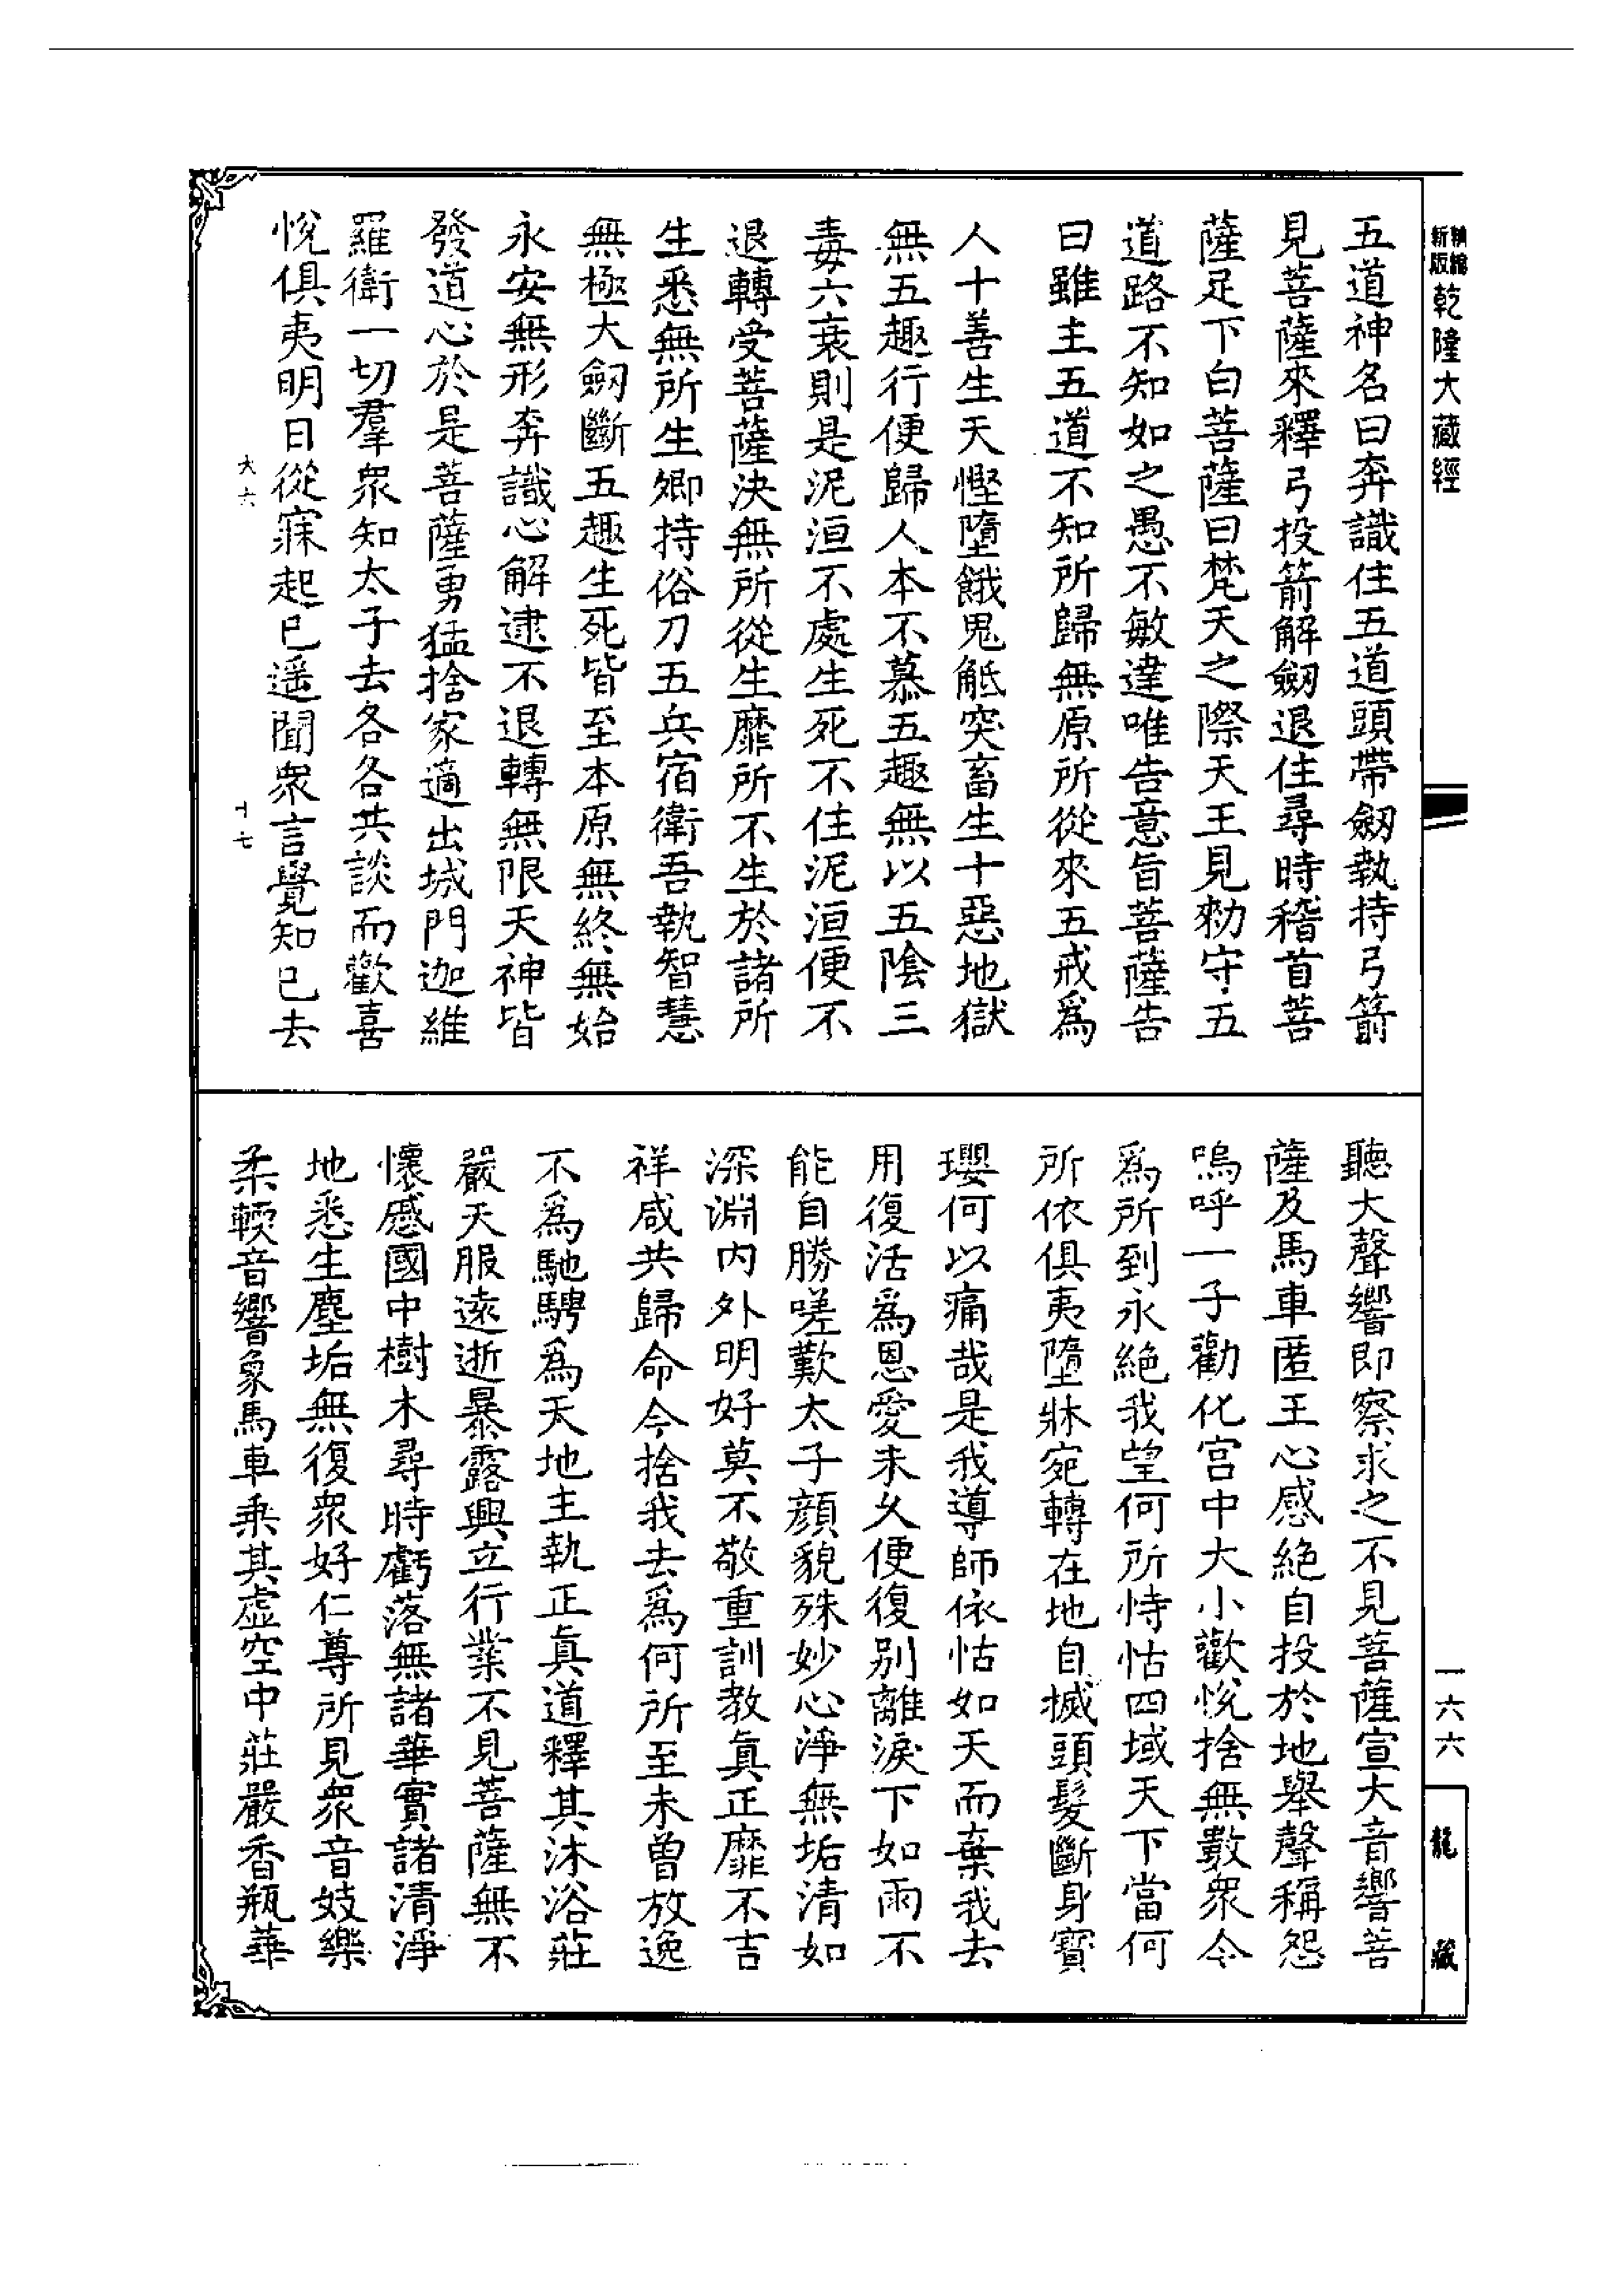 精編新版
乾隆大藏經
五道神名曰奔識住五道頭帶劒執持弓箭
見菩薩來釋弓投箭解劒退住尋時稽首菩
薩足下白菩薩曰梵天之際天王見勑守五
道路不知如之愚不敏達唯告意旨菩薩告
曰雖主五道不知所歸無原所從來五戒爲
人十善生天慳墮餓鬼觝突畜生十惡地獄
無五趣行便歸人本不慕五趣無以五陰三
毒六衰則是泥洹不處生死不住泥洹便不
退轉受菩薩決無所從生靡所不生於諸所
生悉無所生卿持俗刀五兵宿衛吾執智慧
無極大劒斷五趣生死皆至本原無終無始
永安無形奔識心解逮不退轉無限天神皆
發道心於是菩薩勇猛捨家適出城門迦維
羅衛一切羣衆知太子去各各共談而歡喜
悅俱夷明日從寐起已遥聞衆言覺知已去
大六
十七
聽大聲響即察求之不見菩薩宣大音響菩
薩及馬車匿王心感絕自投於地舉聲稱怨
嗚呼一子勸化宮中大小歡悅捨無數衆令
爲所到永絕我望何所恃怙四域天下當何
所依俱夷墮牀宛轉在地自搣頭髮斷身寶
瓔何以痛哉是我導師依怙如天而棄我去
用復活爲恩愛未久便復別離淚下如雨不
能自勝嗟歎太子顔貌殊妙心淨無垢清如
深淵内外明好莫不敬重訓教眞正靡不吉
祥咸共歸命今捨我去爲何所至未曾放逸
不爲馳騁爲天地主執正眞道釋其沐浴莊
嚴天服遠逝暴露興立行業不見菩薩無不
懷慼國中樹木尋時虧落無諸華實諸清淨
地悉生塵垢無復衆好仁尊所見衆音妓樂
柔輭音響象馬車乘其虛空中莊嚴香瓶華
一六六
龍藏